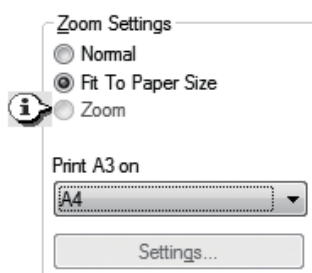 Zoom Settings
Normal
Fit To Paper Size
i Zoom
Print A3 on
A4
Settings...